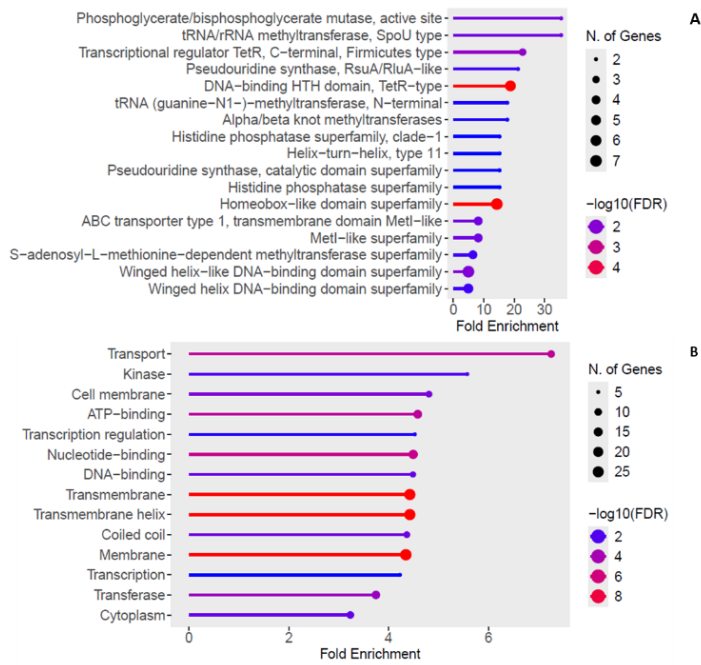 A
Phosphoglycerate/bisphosphoglycerate mutase, active site
tRNA/rRNA methyltransferase, SpoU type
Transcriptional regulator TetR, C−terminal, Firmicutes type
Pseudouridine synthase, RsuA/RluA−like
DNA−binding HTH domain, TetR−type
tRNA (guanine−N1−)−methyltransferase, N−terminal
Alpha/beta knot methyltransferases
Histidine phosphatase superfamily, clade−1
Helix−turn−helix, type 11
Pseudouridine synthase, catalytic domain superfamily
Histidine phosphatase superfamily
Homeobox−like domain superfamily
ABC transporter type 1, transmembrane domain MetI−like
MetI−like superfamily
S−adenosyl−L−methionine−dependent methyltransferase superfamily
Winged helix−like DNA−binding domain superfamily
Winged helix DNA−binding domain superfamily
0 10 20 30
Fold Enrichment
N. of Genes
2
3
4
5
6
7
−log10(FDR)
2
3
4
B
Transport
Kinase
Cell membrane
ATP−binding
Transcription regulation
Nucleotide−binding
DNA−binding
Transmembrane
Transmembrane helix
Coiled coil
Membrane
Transcription
Transferase
Cytoplasm
0 2 4 6
Fold Enrichment
N. of Genes
5
10
15
20
25
−log10(FDR)
2
4
6
8